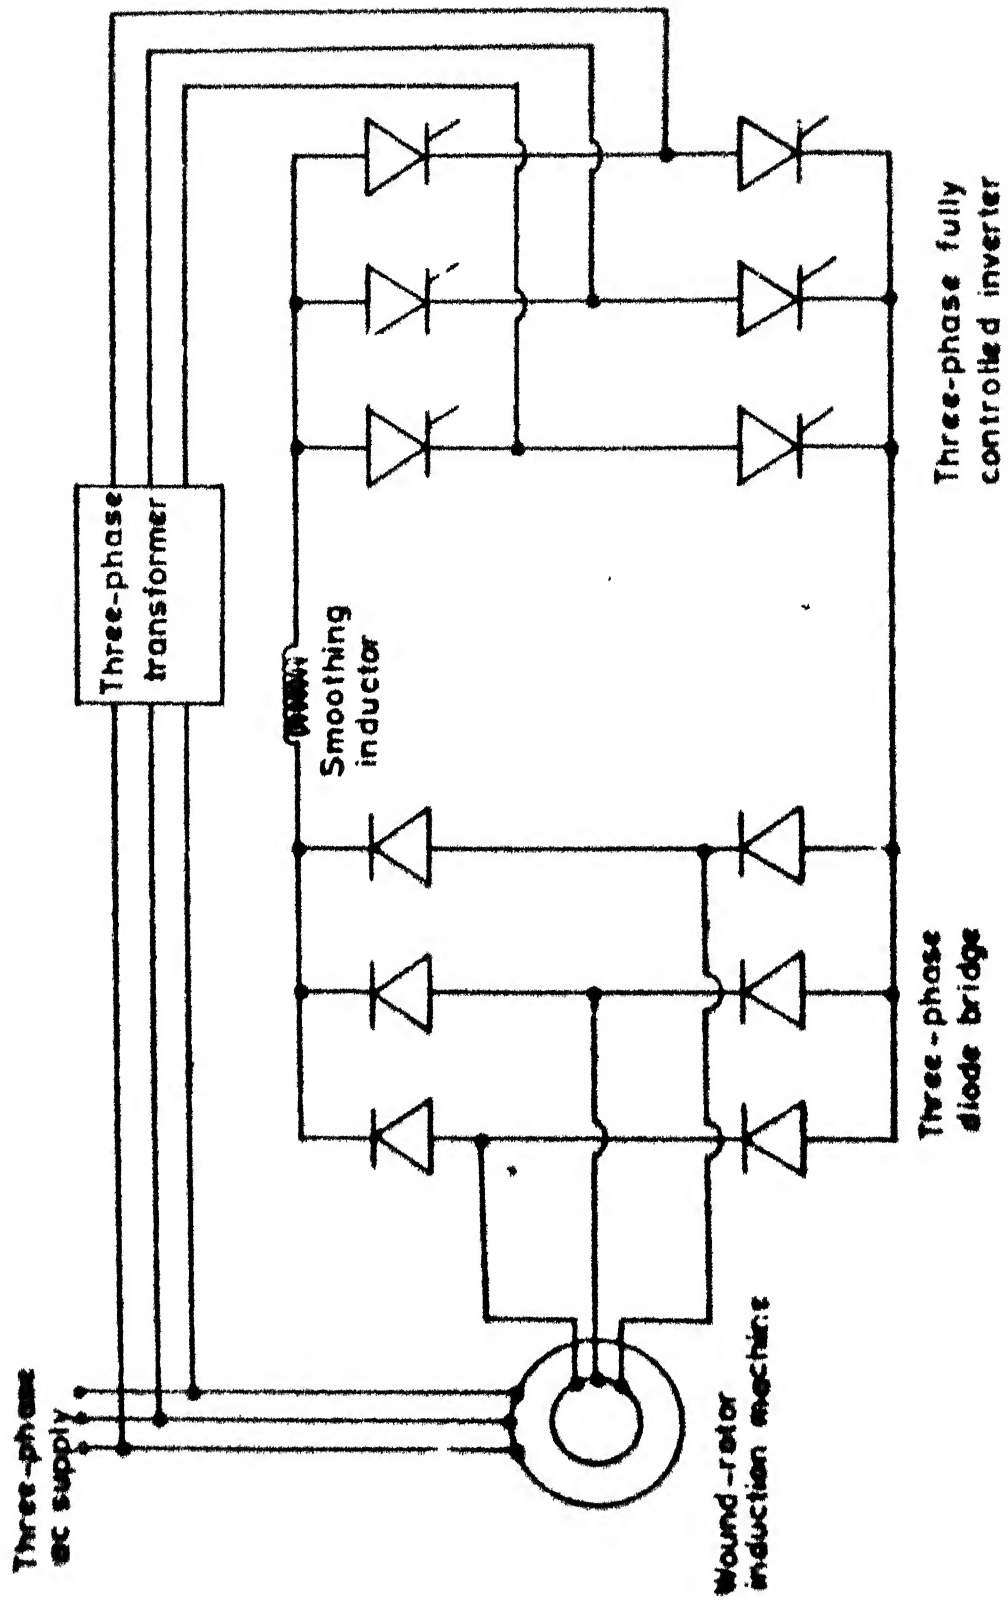 Three-phase
ac supply
Three-phase
transformer
Smoothing
inductor
Wound-rotor
induction machine
Three-phase
diode bridge
Three-phase fully
controlled inverter